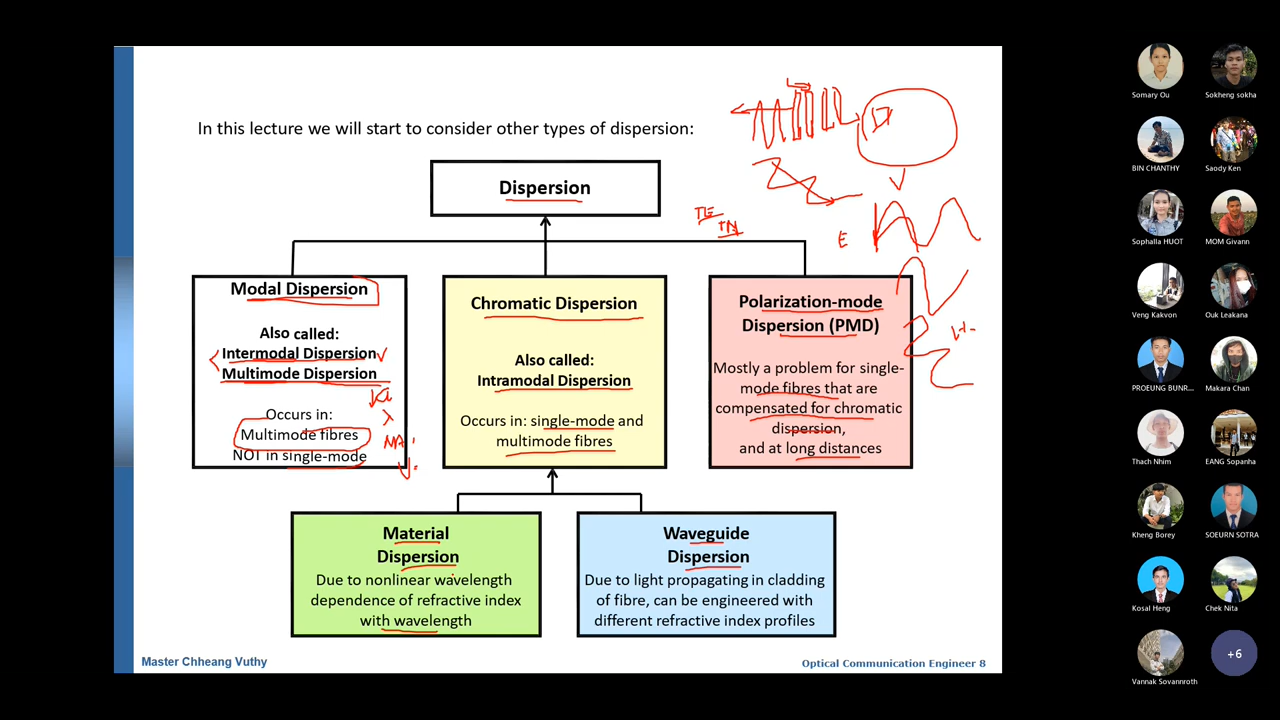 In this lecture we will start to consider other types of dispersion:
Dispersion
TE
TM
E
Modal Dispersion
Also called:
Intermodal Dispersion
Multimode Dispersion
Occurs in:
Multimode fibres
NOT in single-mode
λ
NA
Chromatic Dispersion
Also called:
Intramodal Dispersion
Occurs in: single-mode and
multimode fibres
Polarization-mode
Dispersion (PMD)
Mostly a problem for single-
mode fibres that are
compensated for chromatic
dispersion,
and at long distances
Material
Dispersion
Due to nonlinear wavelength
dependence of refractive index
with wavelength
Waveguide
Dispersion
Due to light propagating in cladding
of fibre, can be engineered with
different refractive index profiles
Master Chheang Vuthy
Optical Communication Engineer 8
Somary Ou
Sokheng sokha
BIN CHANTHY
Saody Ken
Sophalla HUOT
MOM Givann
Veng Kakvon
Ouk Leakana
PROEUNG BUNR...
Makara Chan
Thach Nhim
EANG Sopanha
Kheng Borey
SOEURN SOTRA
Kosal Heng
Chek Nita
Vannak Sovannroth
+6